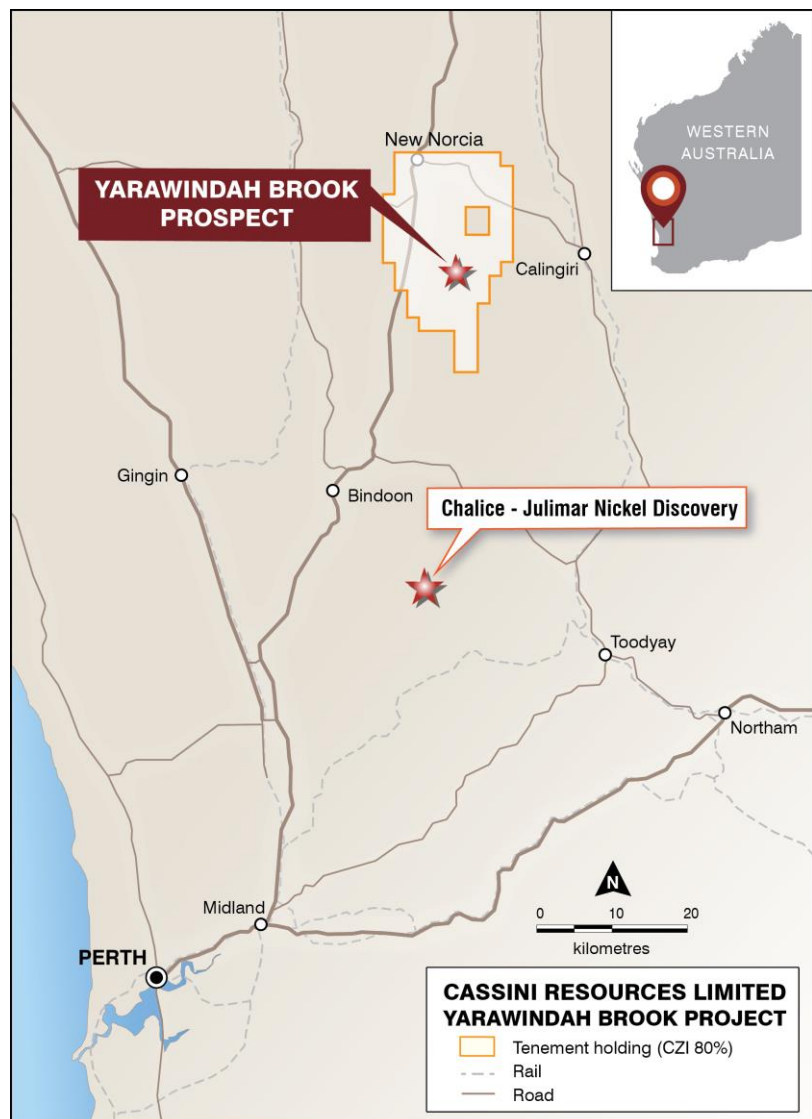 New Norcia
WESTERN
AUSTRALIA
YARAWINDAH BROOK
PROSPECT
Calingiri
Gingin
Bindoon
Chalice - Julimar Nickel Discovery
Toodyay
Northam
N
Midland
0 10 20
kilometres
PERTH
CASSINI RESOURCES LIMITED
YARAWINDAH BROOK PROJECT
Tenement holding (CZI 80%)
Rail
Road